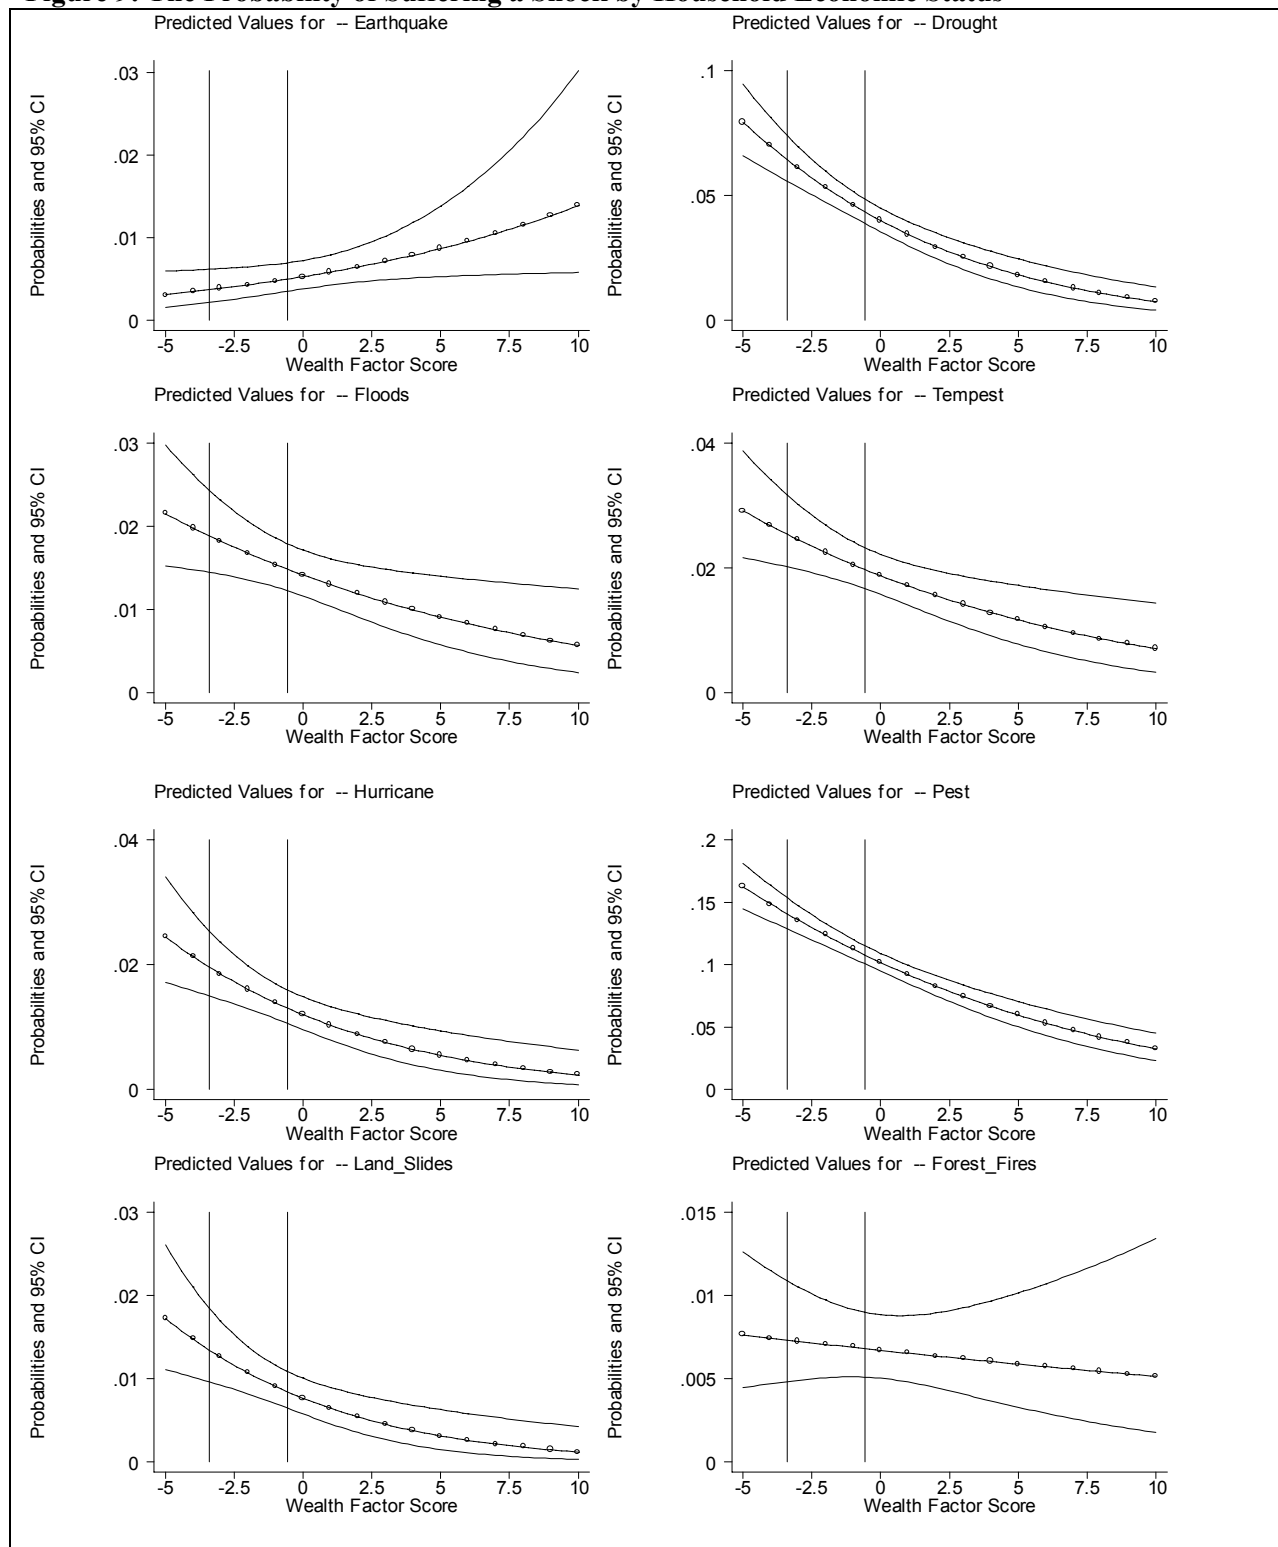 Figure 9: The Probability of Suffering a Shock by Household Economic Status
Predicted Values for -- Earthquake
Probabilities and 95% CI
.03
.02
.01
0
-5 -2.5 0 2.5 5 7.5 10
Wealth Factor Score
Predicted Values for -- Drought
Probabilities and 95% CI
.1
.05
0
-5 -2.5 0 2.5 5 7.5 10
Wealth Factor Score
Predicted Values for -- Floods
Probabilities and 95% CI
.03
.02
.01
0
-5 -2.5 0 2.5 5 7.5 10
Wealth Factor Score
Predicted Values for -- Tempest
Probabilities and 95% CI
.04
.02
0
-5 -2.5 0 2.5 5 7.5 10
Wealth Factor Score
Predicted Values for -- Hurricane
Probabilities and 95% CI
.04
.02
0
-5 -2.5 0 2.5 5 7.5 10
Wealth Factor Score
Predicted Values for -- Pest
Probabilities and 95% CI
.2
.15
.1
.05
0
-5 -2.5 0 2.5 5 7.5 10
Wealth Factor Score
Predicted Values for -- Land_Slides
Probabilities and 95% CI
.03
.02
.01
0
-5 -2.5 0 2.5 5 7.5 10
Wealth Factor Score
Predicted Values for -- Forest_Fires
Probabilities and 95% CI
.015
.01
.005
0
-5 -2.5 0 2.5 5 7.5 10
Wealth Factor Score